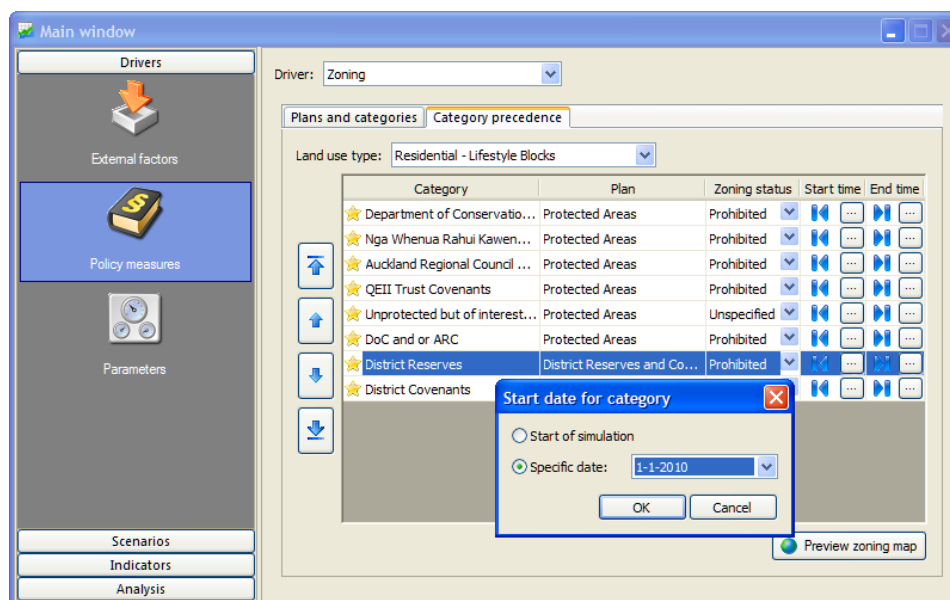 Main window
Drivers
External factors
Policy measures
Parameters
Scenarios
Indicators
Analysis
Driver: Zoning
Plans and categories Category precedence
Land use type: Residential - Lifestyle Blocks
Category Plan Zoning status Start time End time
Department of Conservatio... Protected Areas Prohibited ... ...
Nga Whenua Rahui Kawen... Protected Areas Prohibited ... ...
Auckland Regional Council ... Protected Areas Prohibited ... ...
QEII Trust Covenants Protected Areas Prohibited ... ...
Unprotected but of interest... Protected Areas Unspecified ... ...
DoC and or ARC Protected Areas Prohibited ... ...
District Reserves District Reserves and Co... Prohibited ... ...
District Covenants ... ...
Start date for category
Start of simulation
Specific date: 1-1-2010
OK Cancel
Preview zoning map